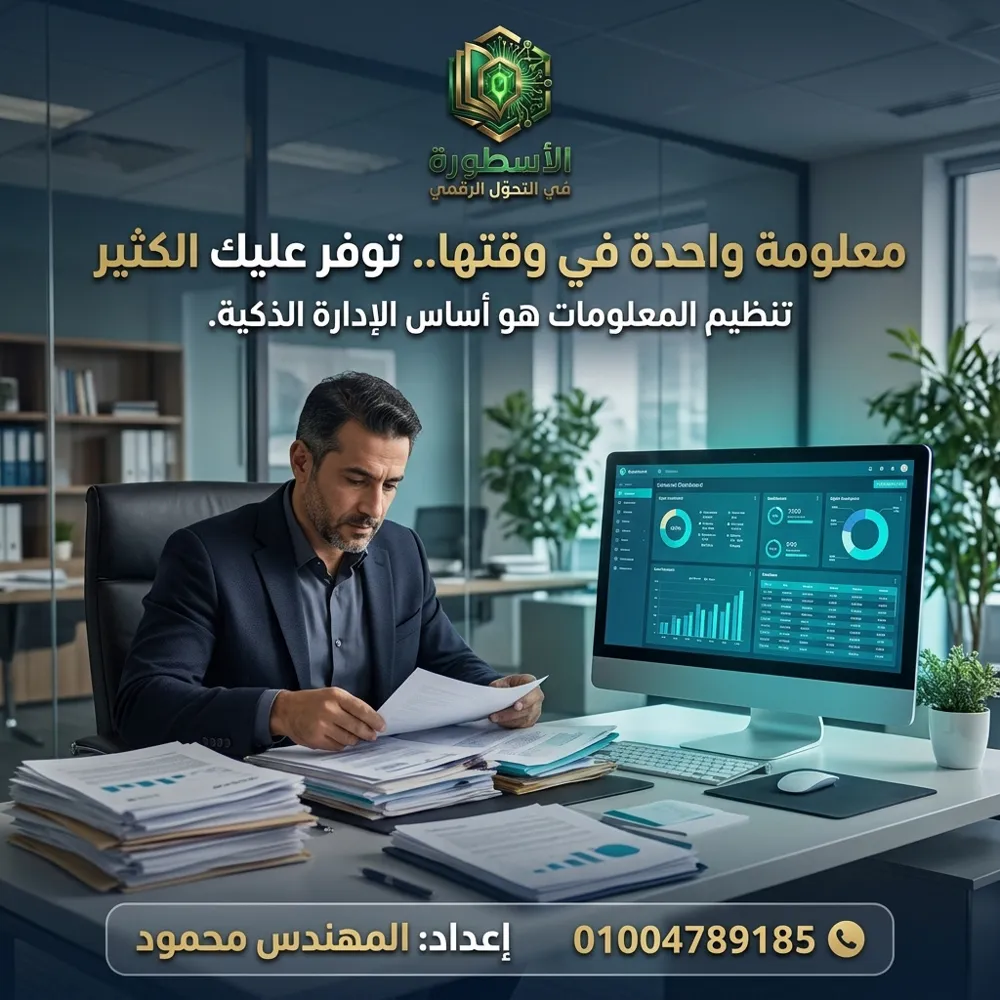 الأسطورة
في التحوّل الرقمي
معلومة واحدة في وقتها.. توفر عليك الكثير
تنظيم المعلومات هو أساس الإدارة الذكية.
01004789185
إعداد: المهندس محمود